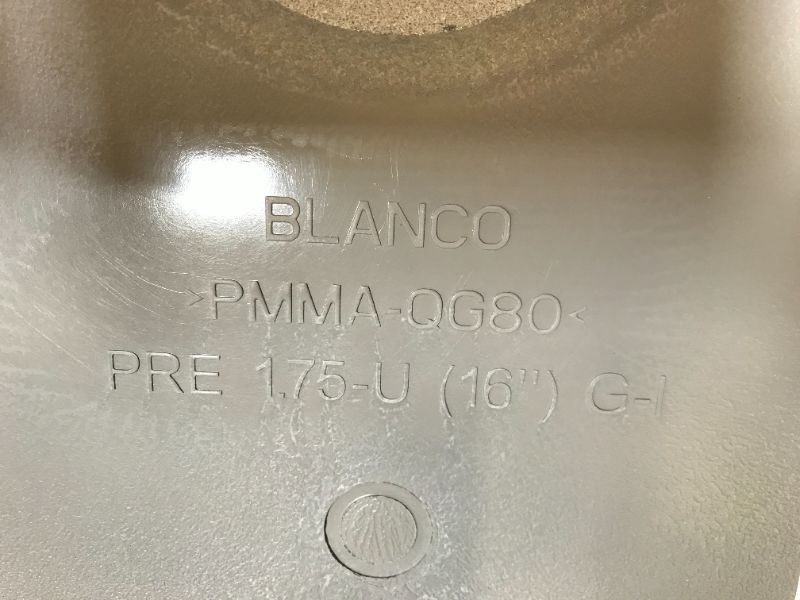 BLANCO
>PMMA-QG80<
PRE 1.75-U (16") G-I